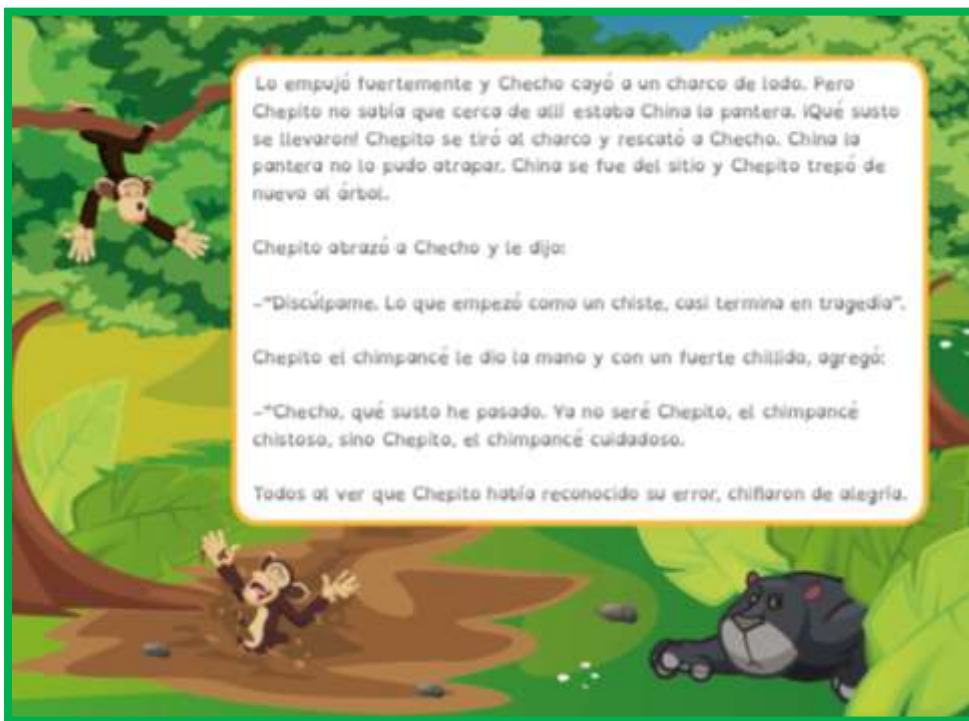 Lo empujó fuertemente y Checho cayó a un charco de lodo. Pero
Chepito no sabía que cerca de allí estaba China la pantera. ¡Qué susto
se llevaron! Chepito se tiró al charco y rescató a Checho. China la
pantera no lo pudo atrapar. China se fue del sitio y Chepito trepó de
nuevo al árbol.
Chepito abrazó a Checho y le dijo:
–"Discúlpame. Lo que empezó como un chiste, casi termina en tragedia".
Chepito el chimpancé le dio la mano y con un fuerte chillido, agregó:
–"Checho, qué susto he pasado. Ya no seré Chepito, el chimpancé
chistoso, sino Chepito, el chimpancé cuidadoso.
Todos al ver que Chepito había reconocido su error, chiflaron de alegría.